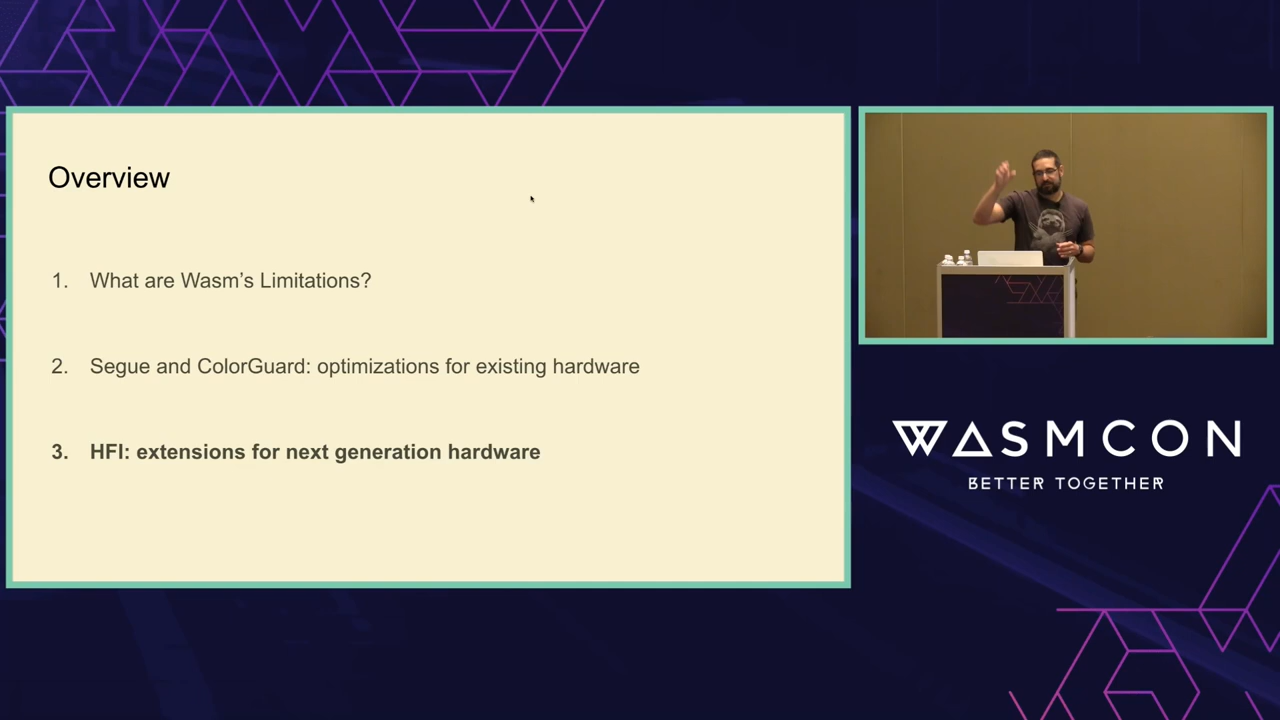 Overview
1. What are Wasm’s Limitations?
2. Segue and ColorGuard: optimizations for existing hardware
3. HFI: extensions for next generation hardware
WASMCON
BETTER TOGETHER